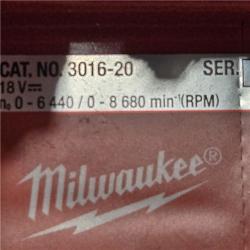 CAT. NO. 3016-20 SER.
18 V⎓
n₀ 0 - 6 440 / 0 - 8 680 min⁻¹(RPM)
Milwaukee®